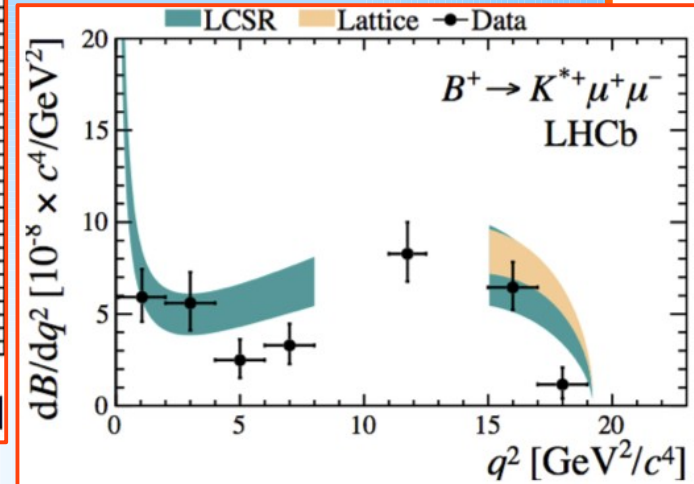 LCSR Lattice Data
B⁺ → K*⁺μ⁺μ⁻
LHCb
dB/dq² [10⁻⁸ × c⁴/GeV²]
20
15
10
5
0
0 5 10 15 20
q² [GeV²/c⁴]